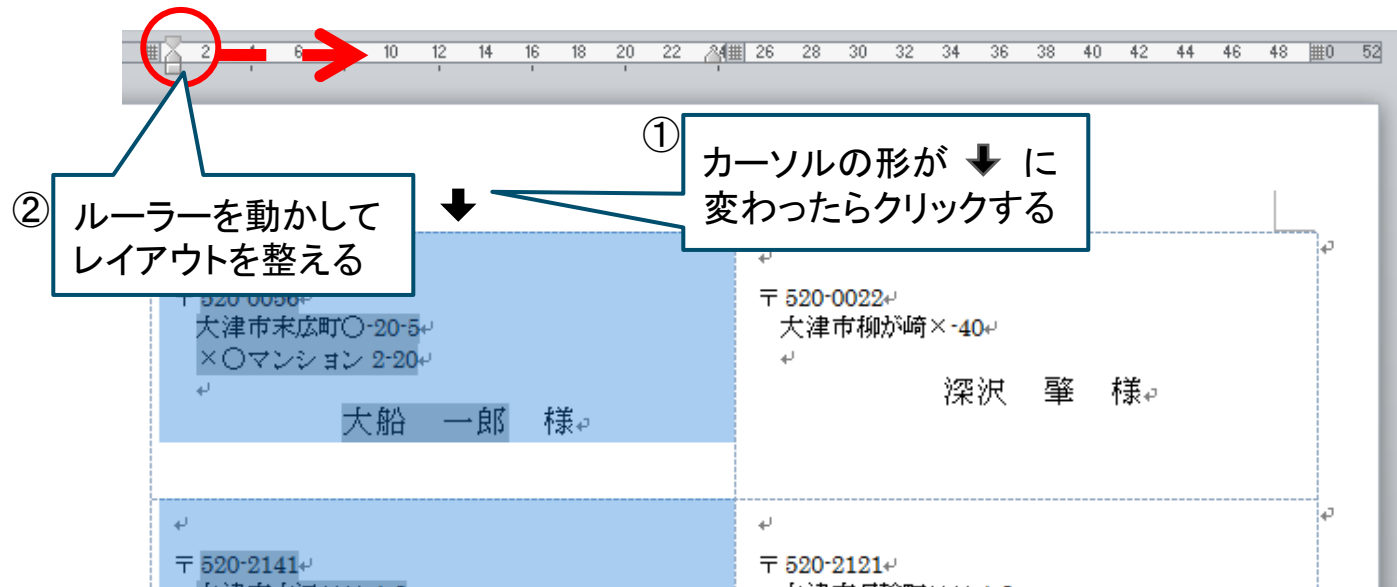 2 4 6 10 12 14 16 18 20 22 24 26 28 30 32 34 36 38 40 42 44 46 48 0 52
①
カーソルの形が ⬇ に
変わったらクリックする
②
ルーラーを動かして
レイアウトを整える
〒520-0056
大津市末広町〇-20-5
×〇マンション 2-20
大船 一郎 様
〒520-0022
大津市柳が崎×-40
深沢 肇 様
〒520-2141
〒520-2121